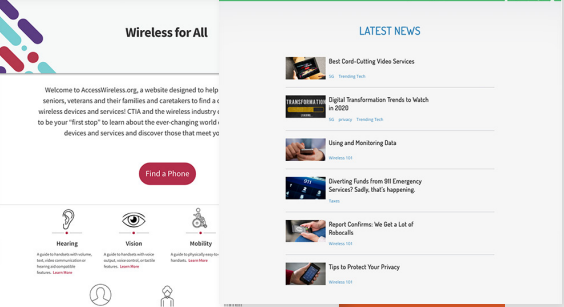 Wireless for All
Welcome to AccessWireless.org, a website designed to help
seniors, veterans and their families and caretakers to find a c
wireless devices and services! CTIA and the wireless industry
to be your "first stop" to learn about the ever-changing world
devices and services and discover those that meet yo
Find a Phone
Hearing
A guide to handsets with volume,
text, video communication or
hearing aid compatible
features. Learn More
Vision
A guide to handsets with voice
output, voice control, or tactile
features. Learn More
Mobility
A guide to physically easy-to-
handsets. Learn More
LATEST NEWS
Best Cord-Cutting Video Services
5G Trending Tech
TRANSFORMATION
Digital Transformation Trends to Watch
in 2020
5G privacy Trending Tech
Using and Monitoring Data
Wireless 101
911
Diverting Funds from 911 Emergency
Services? Sadly, that's happening.
Taxes
Report Confirms: We Get a Lot of
Robocalls
Wireless 101
Tips to Protect Your Privacy
Wireless 101